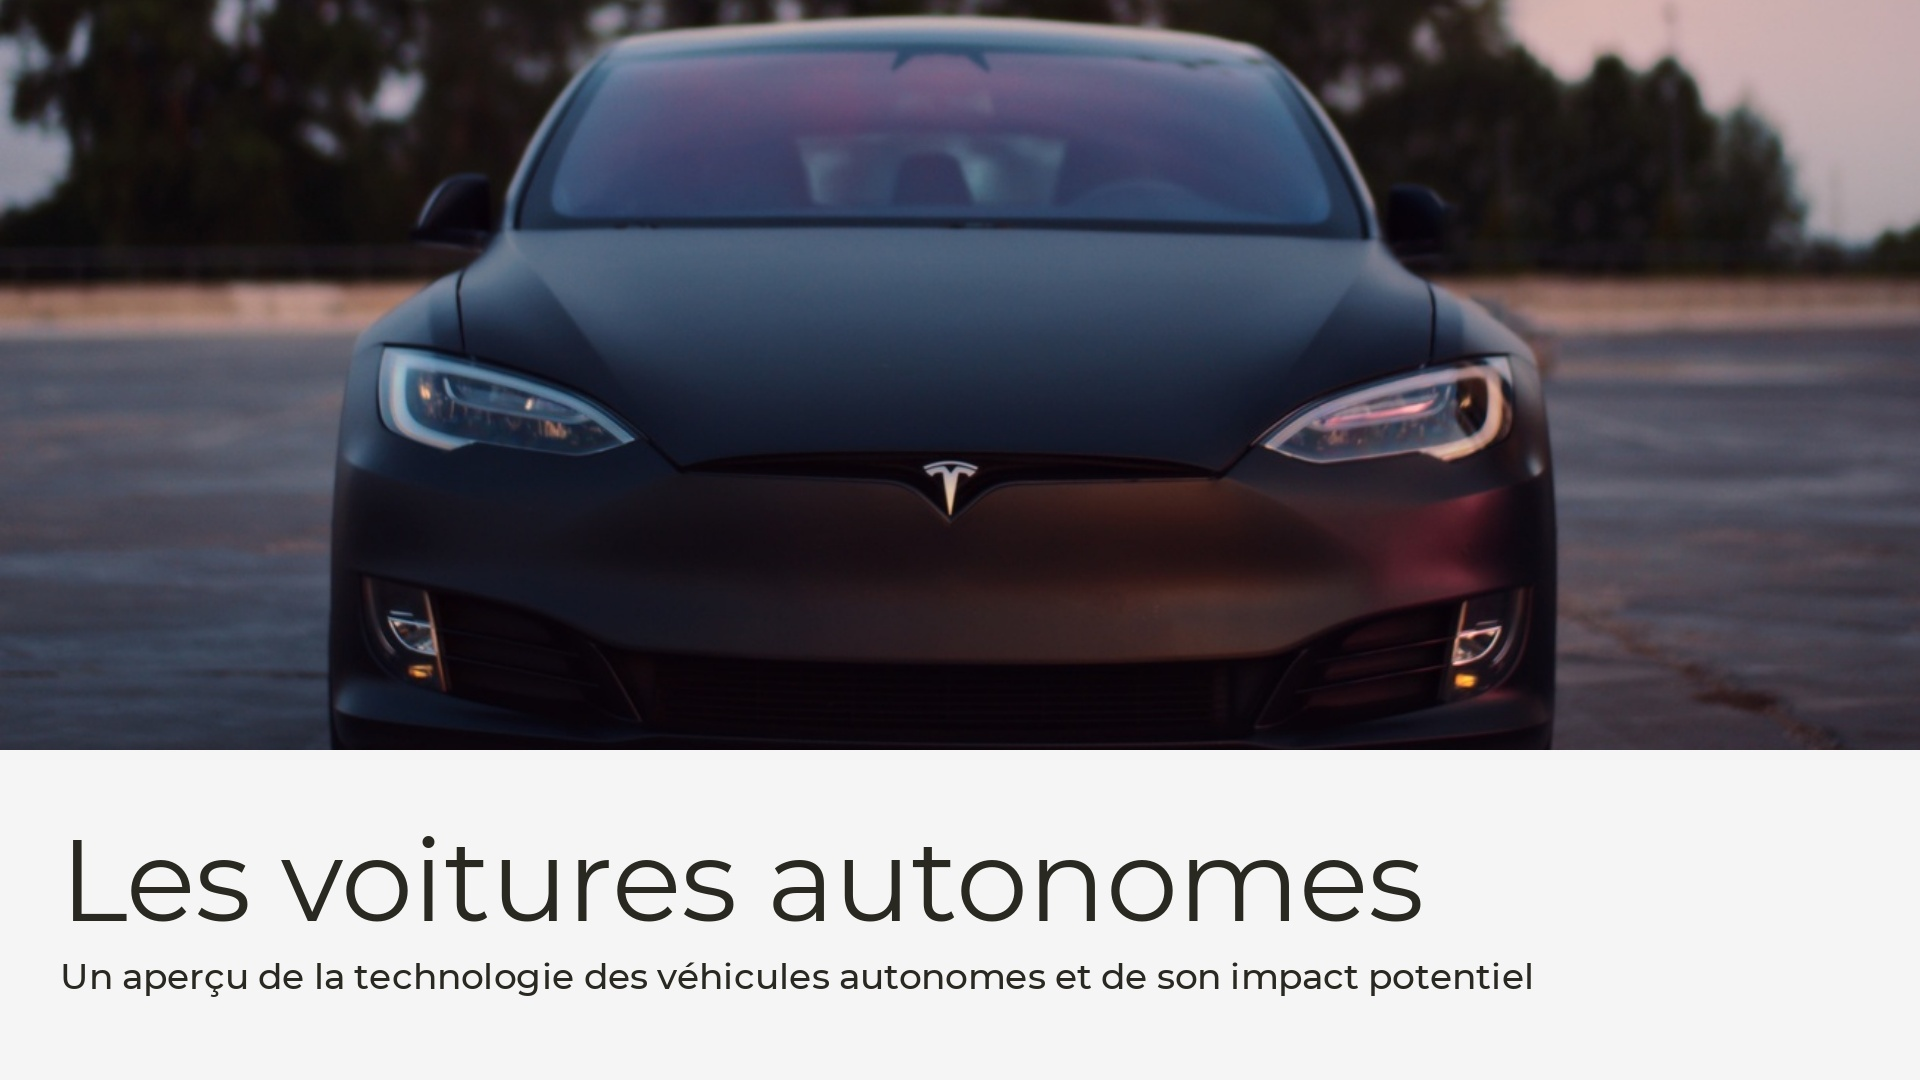 Les voitures autonomes
Un aperçu de la technologie des véhicules autonomes et de son impact potentiel